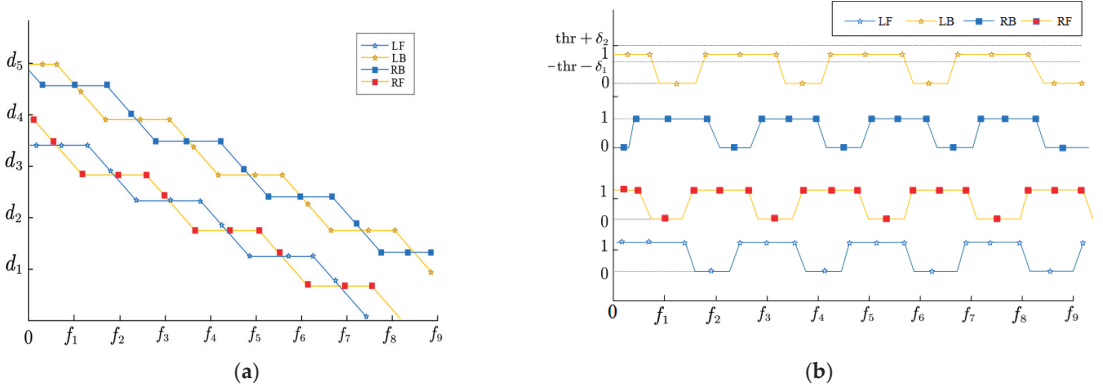 LF
LB
RB
RF
d₅
d₄
d₃
d₂
d₁
0 f₁ f₂ f₃ f₄ f₅ f₆ f₇ f₈ f₉
(a)
LF LB RB RF
thr + δ₂
1
-thr - δ₁
0
1
0
1
0
1
0
0 f₁ f₂ f₃ f₄ f₅ f₆ f₇ f₈ f₉
(b)